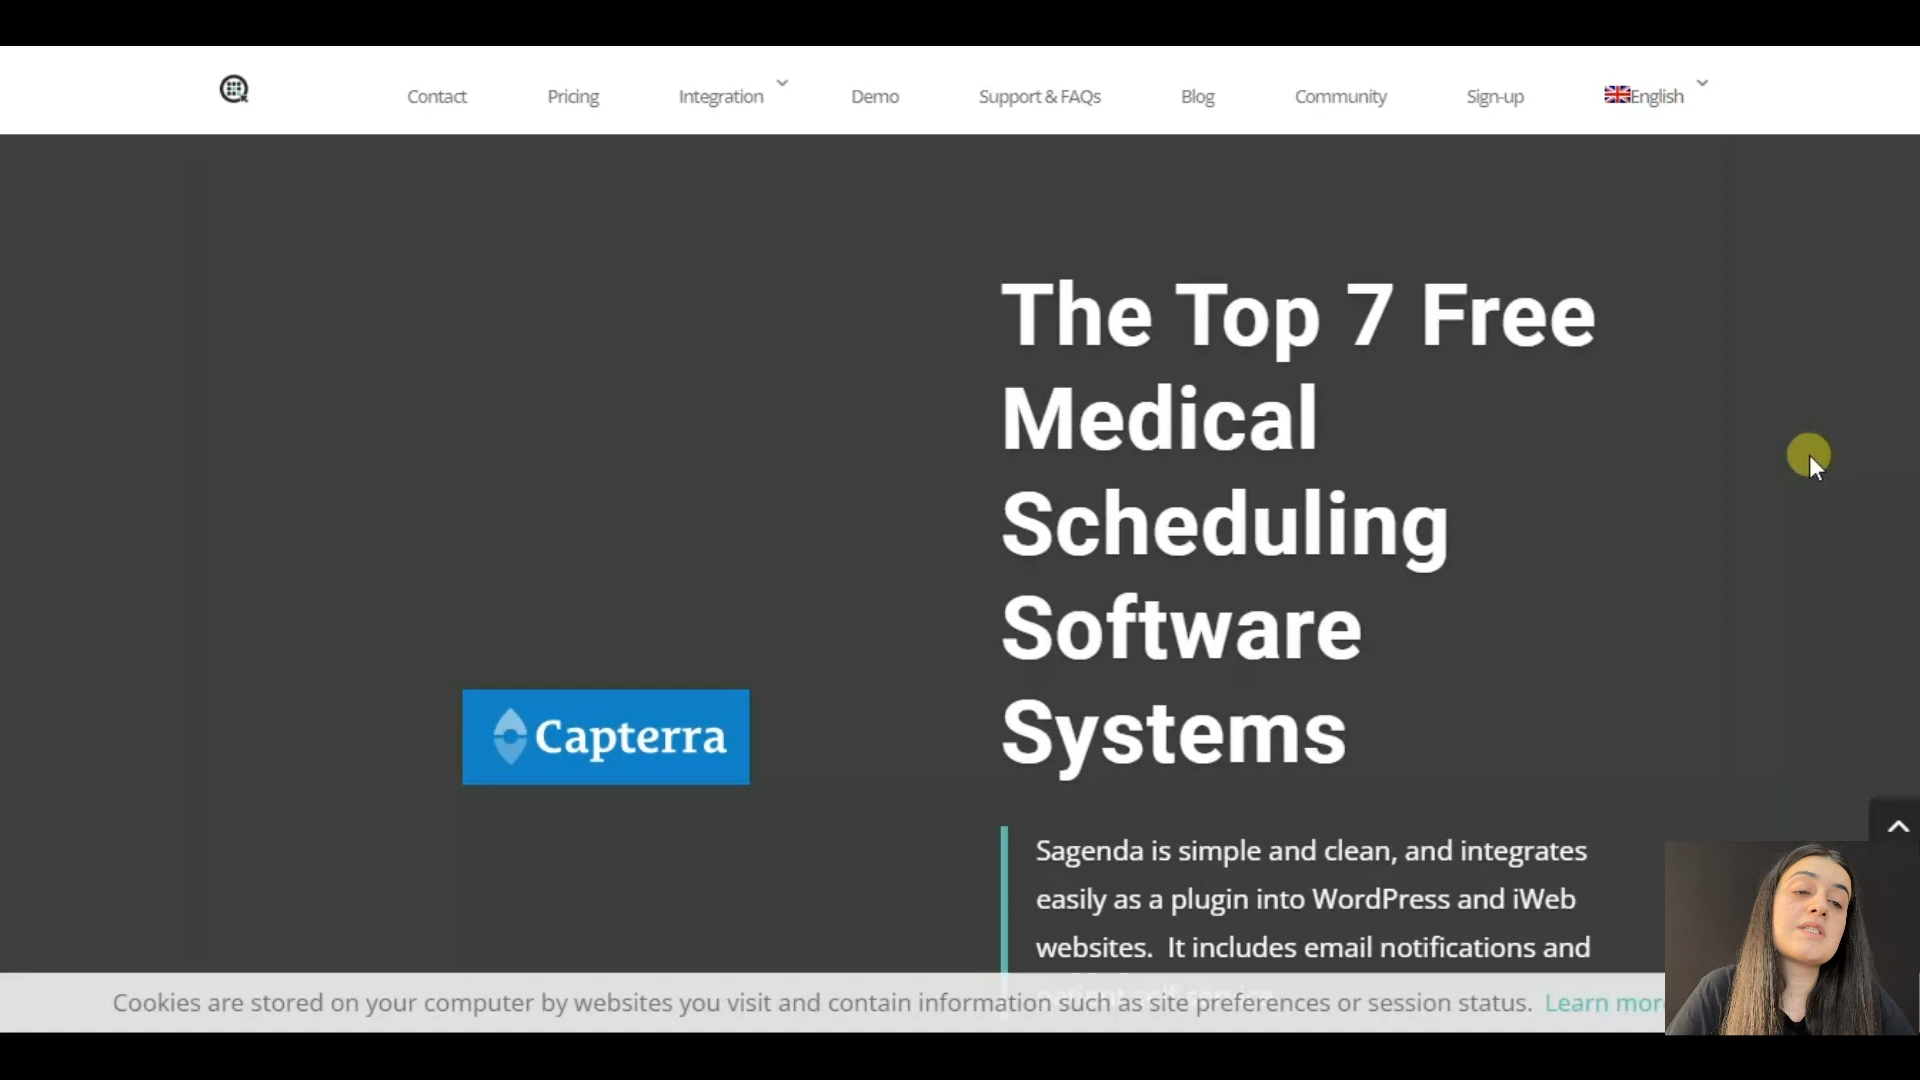 Contact Pricing Integration Demo Support & FAQs Blog Community Sign-up English
The Top 7 Free
Medical
Scheduling
Software
Systems
Capterra
Sagenda is simple and clean, and integrates
easily as a plugin into WordPress and iWeb
websites. It includes email notifications and
Cookies are stored on your computer by websites you visit and contain information such as site preferences or session status. Learn more